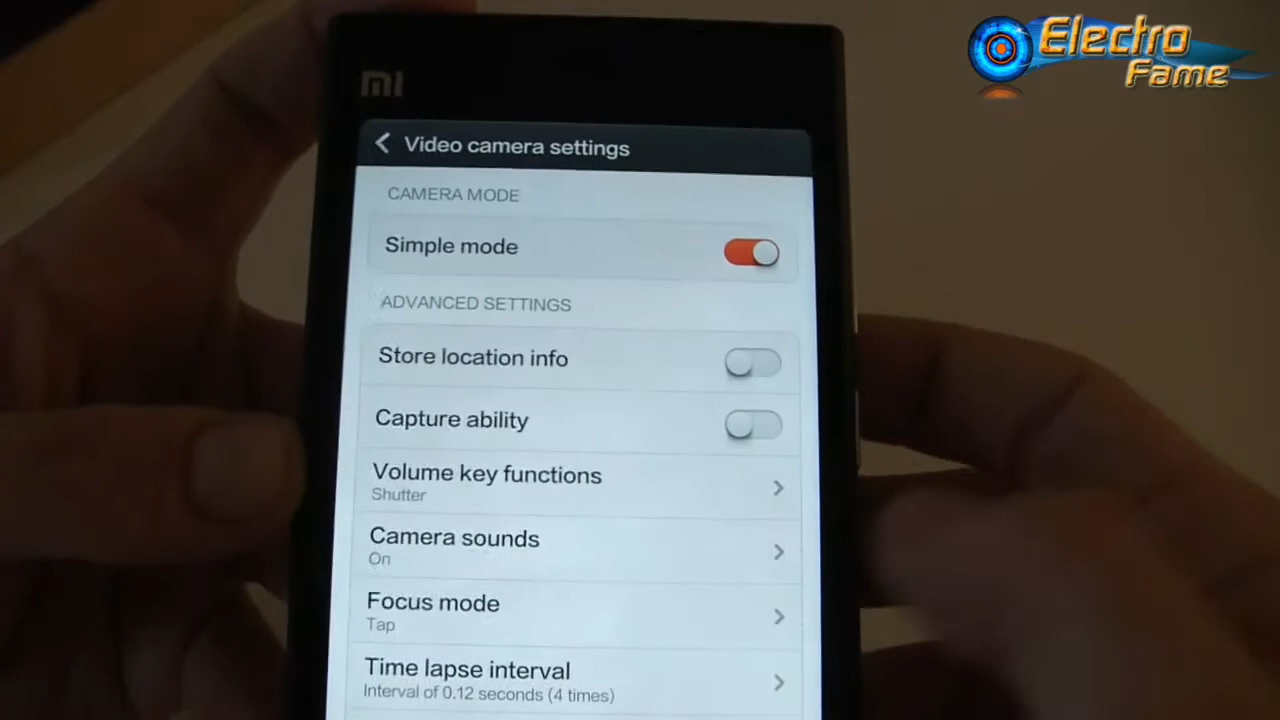 Electro
Fame
mi
Video camera settings
CAMERA MODE
Simple mode
ADVANCED SETTINGS
Store location info
Capture ability
Volume key functions
Shutter
Camera sounds
On
Focus mode
Tap
Time lapse interval
Interval of 0.12 seconds (4 times)